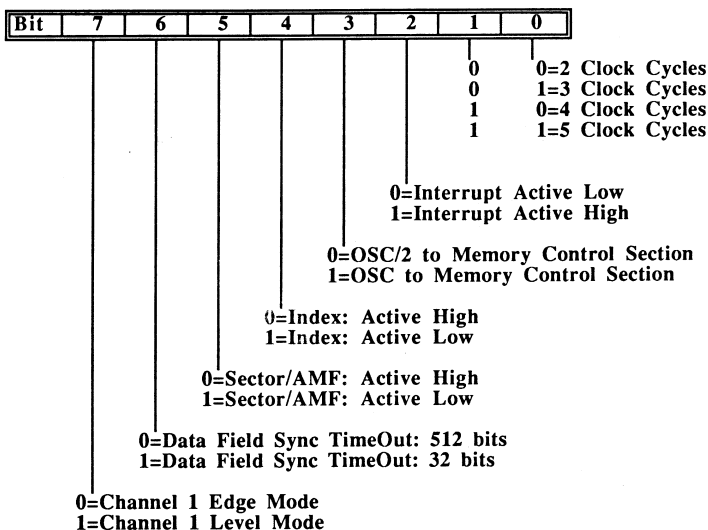 Bit 7 6 5 4 3 2 1 0
0 0=2 Clock Cycles
0 1=3 Clock Cycles
1 0=4 Clock Cycles
1 1=5 Clock Cycles
0=Interrupt Active Low
1=Interrupt Active High
0=OSC/2 to Memory Control Section
1=OSC to Memory Control Section
0=Index: Active High
1=Index: Active Low
0=Sector/AMF: Active High
1=Sector/AMF: Active Low
0=Data Field Sync TimeOut: 512 bits
1=Data Field Sync TimeOut: 32 bits
0=Channel 1 Edge Mode
1=Channel 1 Level Mode